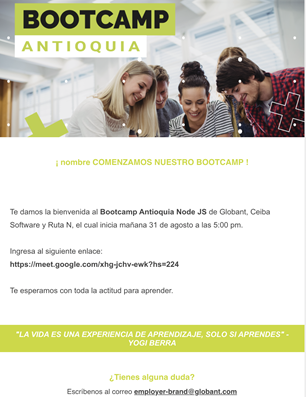 BOOTCAMP
ANTIOQUIA
¡ nombre COMENZAMOS NUESTRO BOOTCAMP !
Te damos la bienvenida al Bootcamp Antioquia Node JS de Globant, Ceiba
Software y Ruta N, el cual inicia mañana 31 de agosto a las 5:00 pm.
Ingresa al siguiente enlace:
https://meet.google.com/xhg-jchv-ewk?hs=224
Te esperamos con toda la actitud para aprender.
"LA VIDA ES UNA EXPERIENCIA DE APRENDIZAJE, SOLO SI APRENDES" -
YOGI BERRA
¿Tienes alguna duda?
Escríbenos al correo employer-brand@globant.com